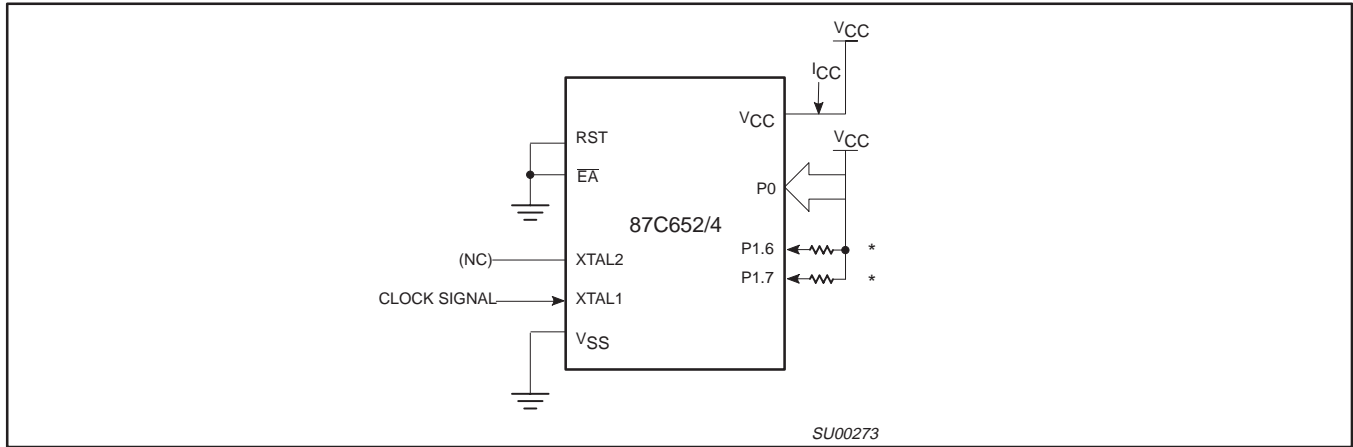 VCC
ICC
VCC
VCC
RST
EA
P0
87C652/4
P1.6 *
(NC) XTAL2
P1.7 *
CLOCK SIGNAL XTAL1
VSS
SU00273